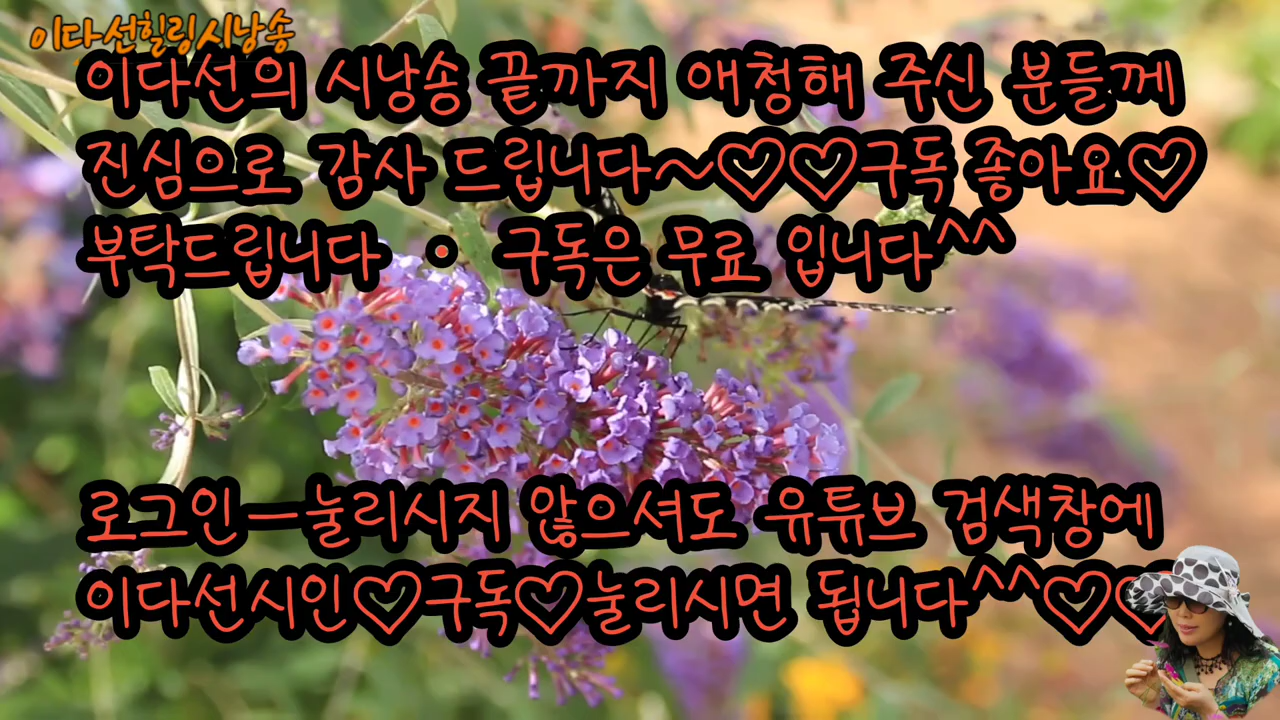 이다선힐링시낭송
이다선의 시낭송 끝까지 애청해 주신 분들께
진심으로 감사 드립니다~♡♡구독 좋아요♡
부탁드립니다 • 구독은 무료 입니다^^
로그인ㅡ눌리시지 않으셔도 유튜브 검색창에
이다선시인♡구독♡눌리시면 됩니다^^♡♡